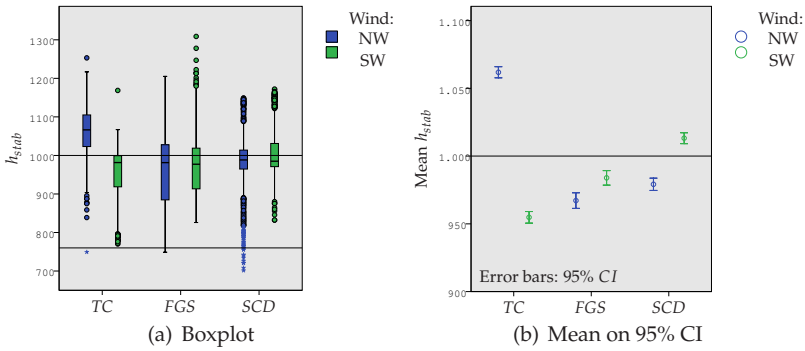 Wind:
NW
SW
1300
1200
1100
1000
900
800
700
h_stab
TC
FGS
SCD
(a) Boxplot
Wind:
NW
SW
1.100
1.050
1.000
950
900
Mean h_stab
Error bars: 95% CI
TC
FGS
SCD
(b) Mean on 95% CI